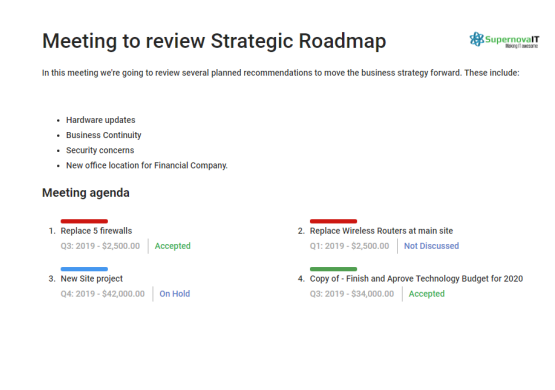 Meeting to review Strategic Roadmap
SupernovaIT
Making IT awesome
In this meeting we're going to review several planned recommendations to move the business strategy forward. These include:
• Hardware updates
• Business Continuity
• Security concerns
• New office location for Financial Company.
Meeting agenda
1. Replace 5 firewalls
Q3: 2019 - $2,500.00 | Accepted
2. Replace Wireless Routers at main site
Q1: 2019 - $2,500.00 | Not Discussed
3. New Site project
Q4: 2019 - $42,000.00 | On Hold
4. Copy of - Finish and Aprove Technology Budget for 2020
Q3: 2019 - $34,000.00 | Accepted